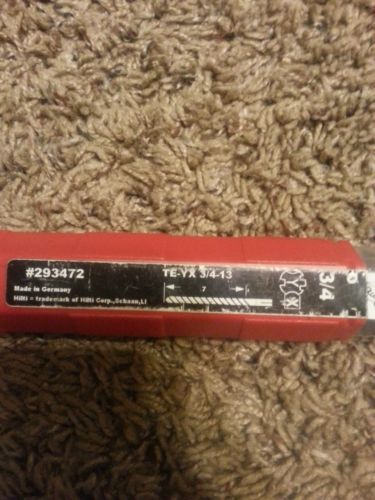 #293472
Made in Germany
Hilti = trademark of Hilti Corp., Schaan, LI
TE-YX 3/4-13
7
3/4